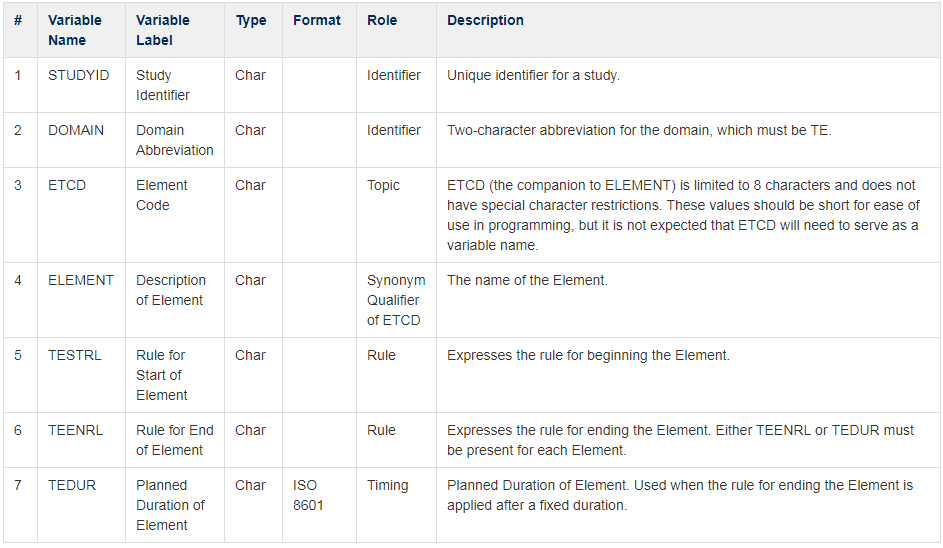 # Variable Name Variable Label Type Format Role Description
1 STUDYID Study Identifier Char Identifier Unique identifier for a study.
2 DOMAIN Domain Abbreviation Char Identifier Two-character abbreviation for the domain, which must be TE.
3 ETCD Element Code Char Topic ETCD (the companion to ELEMENT) is limited to 8 characters and does not
have special character restrictions. These values should be short for ease of
use in programming, but it is not expected that ETCD will need to serve as a
variable name.
4 ELEMENT Description of Element Char Synonym Qualifier of ETCD The name of the Element.
5 TESTRL Rule for Start of Element Char Rule Expresses the rule for beginning the Element.
6 TEENRL Rule for End of Element Char Rule Expresses the rule for ending the Element. Either TEENRL or TEDUR must
be present for each Element.
7 TEDUR Planned Duration of Element Char ISO 8601 Timing Planned Duration of Element. Used when the rule for ending the Element is
applied after a fixed duration.